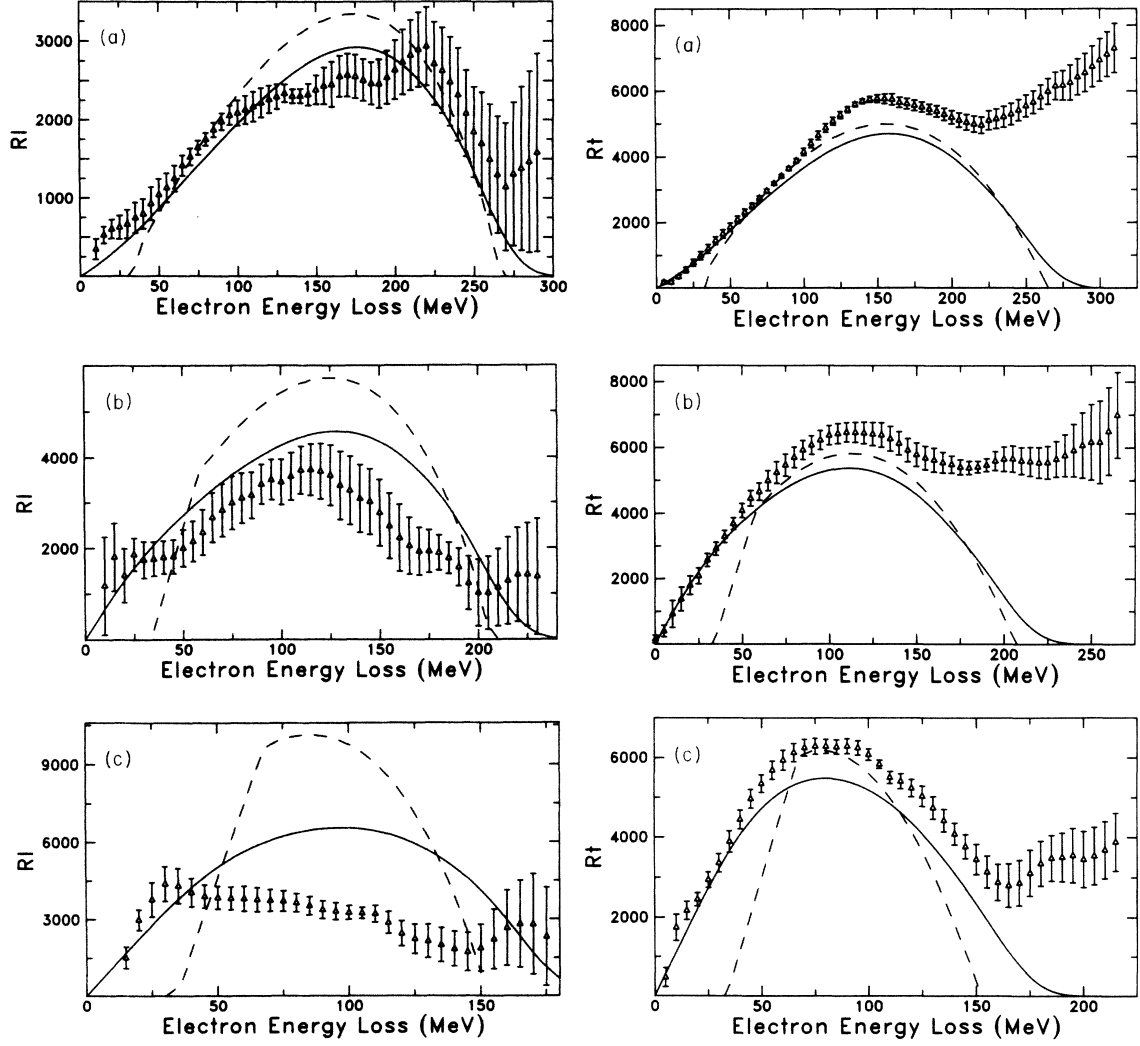 (a)
Rl
3000
2000
1000
0 50 100 150 200 250 300
Electron Energy Loss (MeV)
(a)
Rt
8000
6000
4000
2000
0 50 100 150 200 250 300
Electron Energy Loss (MeV)
(b)
Rl
4000
2000
0 50 100 150 200
Electron Energy Loss (MeV)
(b)
Rt
8000
6000
4000
2000
0 50 100 150 200 250
Electron Energy Loss (MeV)
(c)
Rl
9000
6000
3000
0 50 100 150
Electron Energy Loss (MeV)
(c)
Rt
6000
4000
2000
0 50 100 150 200
Electron Energy Loss (MeV)